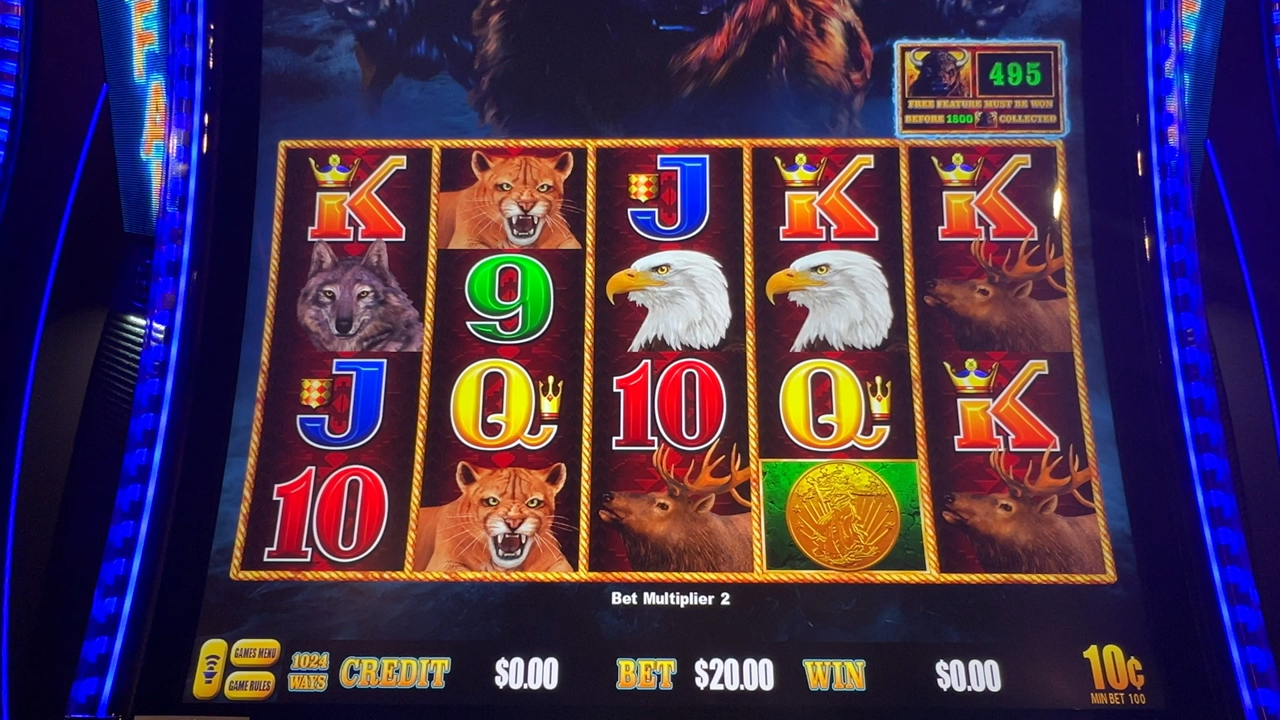 495
FREE FEATURE MUST BE WON
BEFORE 1800 COLLECTED
K J K K
9
J Q 10 Q K
10
Bet Multiplier 2
GAMES MENU
GAME RULES
1024
WAYS
CREDIT $0.00 BET $20.00 WIN $0.00
10¢
MIN BET 100